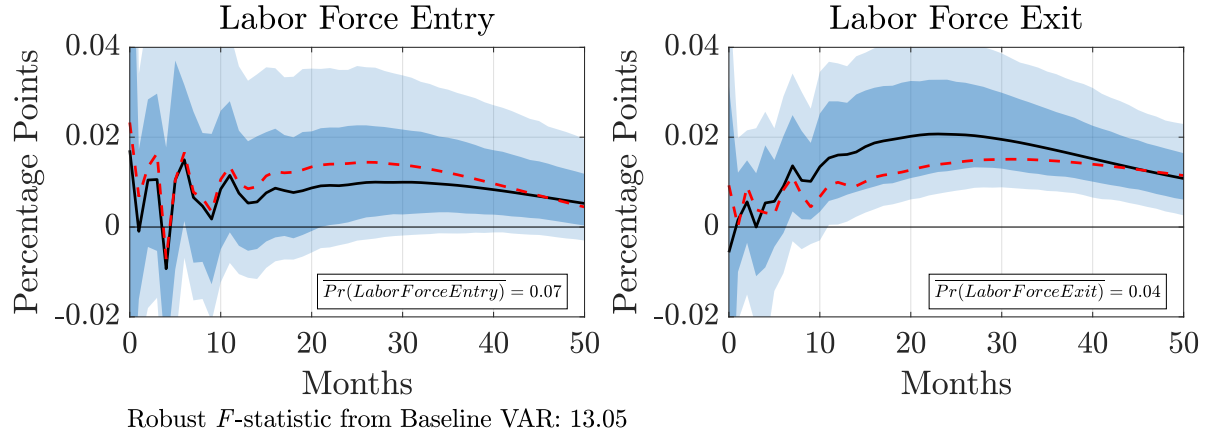 Labor Force Entry
Labor Force Exit
Percentage Points
0.04
0.02
0
-0.02
Pr(LaborForceEntry) = 0.07
0 10 20 30 40 50
Months
Percentage Points
0.04
0.02
0
-0.02
Pr(LaborForceExit) = 0.04
0 10 20 30 40 50
Months
Robust F-statistic from Baseline VAR: 13.05